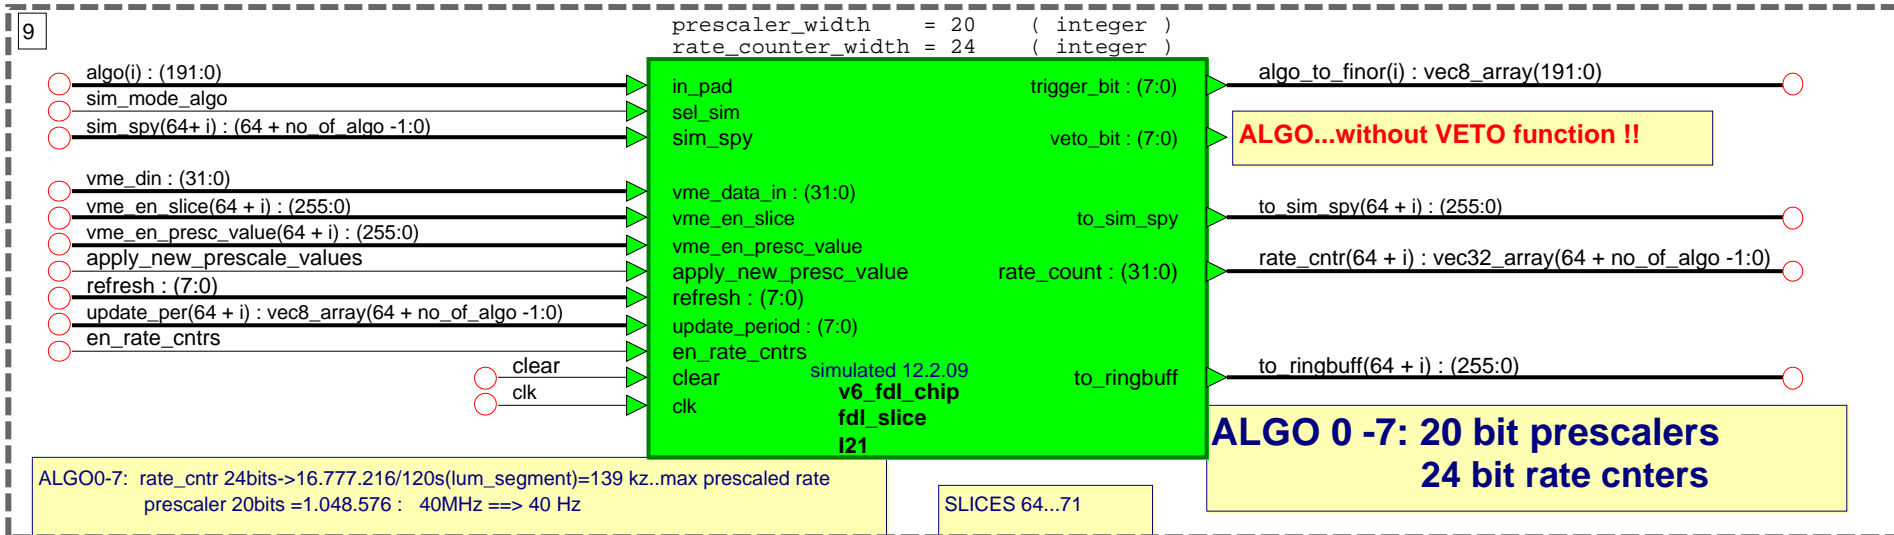 9
prescaler_width = 20 ( integer )
rate_counter_width = 24 ( integer )
algo(i) : (191:0)
sim_mode_algo
sim_spy(64+ i) : (64 + no_of_algo -1:0)
vme_din : (31:0)
vme_en_slice(64 + i) : (255:0)
vme_en_presc_value(64 + i) : (255:0)
apply_new_prescale_values
refresh : (7:0)
update_per(64 + i) : vec8_array(64 + no_of_algo -1:0)
en_rate_cntrs
clear
clk
in_pad
sel_sim
sim_spy
vme_data_in : (31:0)
vme_en_slice
vme_en_presc_value
apply_new_presc_value
refresh : (7:0)
update_period : (7:0)
en_rate_cntrs
clear
clk
simulated 12.2.09
v6_fdl_chip
fdl_slice
I21
trigger_bit : (7:0)
veto_bit : (7:0)
to_sim_spy
rate_count : (31:0)
to_ringbuff
algo_to_finor(i) : vec8_array(191:0)
ALGO...without VETO function !!
to_sim_spy(64 + i) : (255:0)
rate_cntr(64 + i) : vec32_array(64 + no_of_algo -1:0)
to_ringbuff(64 + i) : (255:0)
ALGO 0 -7: 20 bit prescalers
24 bit rate cnters
ALGO0-7: rate_cntr 24bits->16.777.216/120s(lum_segment)=139 kz..max prescaled rate
prescaler 20bits =1.048.576 : 40MHz ==> 40 Hz
SLICES 64...71